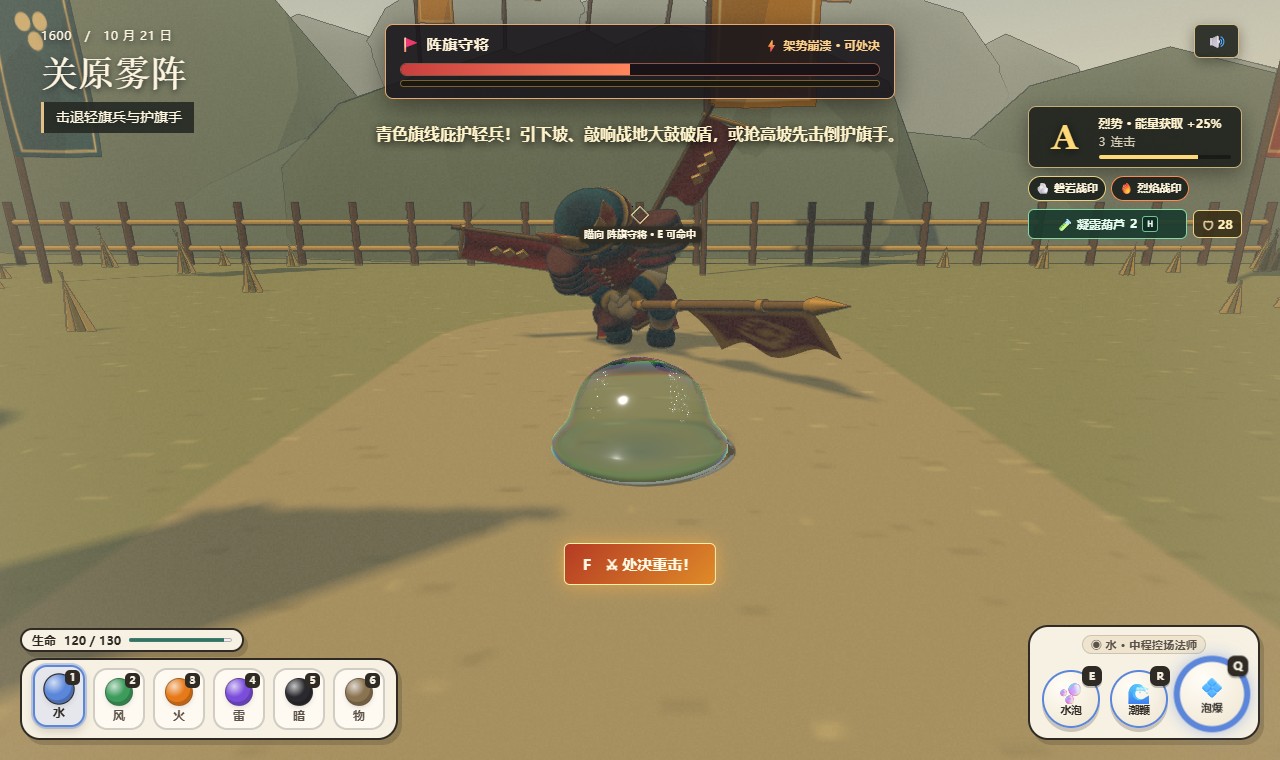 1600 / 10 月 21 日
关原雾阵
击退轻旗兵与护旗手
阵旗守将
架势崩溃·可处决
青色旗线庇护轻兵！引下坡、敲响战地大鼓破盾，或抢高坡先击倒护旗手。
A
烈势·能量获取 +25%
3 连击
磐岩战印
烈焰战印
凝露葫芦 2 H
28
瞄向 阵旗守将·E 可命中
F 处决重击！
生命 120 / 130
1
水
2
风
3
火
4
雷
5
暗
6
物
水·中程控场法师
E
水泡
R
潮鞭
Q
泡爆